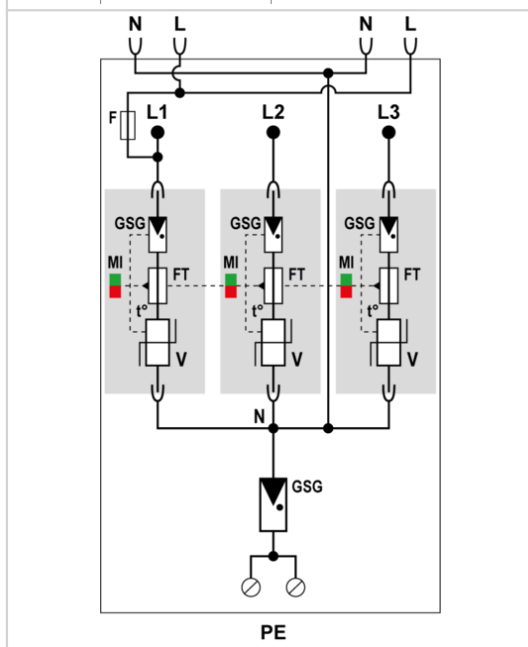 N L N L
F L1 L2 L3
GSG GSG GSG
MI FT MI FT MI FT
t° t° t°
V V V
N
GSG
PE